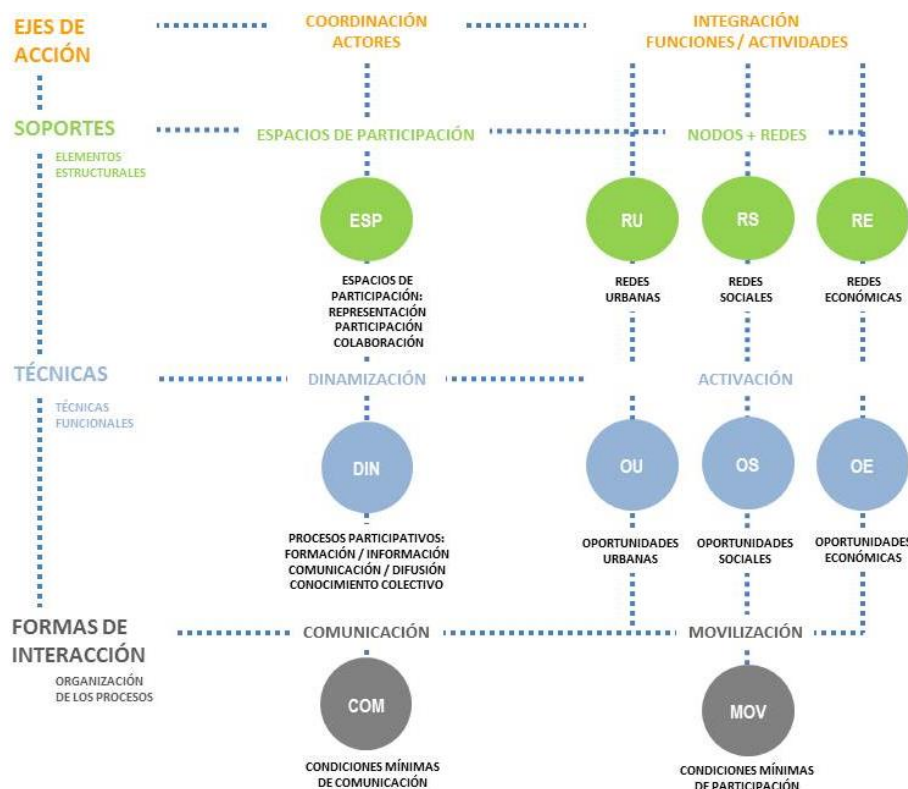 EJES DE
ACCIÓN
COORDINACIÓN
ACTORES
INTEGRACIÓN
FUNCIONES / ACTIVIDADES
SOPORTES
ELEMENTOS
ESTRUCTURALES
ESPACIOS DE PARTICIPACIÓN
NODOS + REDES
ESP
RU
RS
RE
ESPACIOS DE
PARTICIPACIÓN:
REPRESENTACIÓN
PARTICIPACIÓN
COLABORACIÓN
REDES
URBANAS
REDES
SOCIALES
REDES
ECONÓMICAS
TÉCNICAS
TÉCNICAS
FUNCIONALES
DINAMIZACIÓN
ACTIVACIÓN
DIN
OU
OS
OE
PROCESOS PARTICIPATIVOS:
FORMACIÓN / INFORMACIÓN
COMUNICACIÓN / DIFUSIÓN
CONOCIMIENTO COLECTIVO
OPORTUNIDADES
URBANAS
OPORTUNIDADES
SOCIALES
OPORTUNIDADES
ECONÓMICAS
FORMAS DE
INTERACCIÓN
ORGANIZACIÓN
DE LOS PROCESOS
COMUNICACIÓN
MOVILIZACIÓN
COM
MOV
CONDICIONES MÍNIMAS
DE COMUNICACIÓN
CONDICIONES MÍNIMAS
DE PARTICIPACIÓN